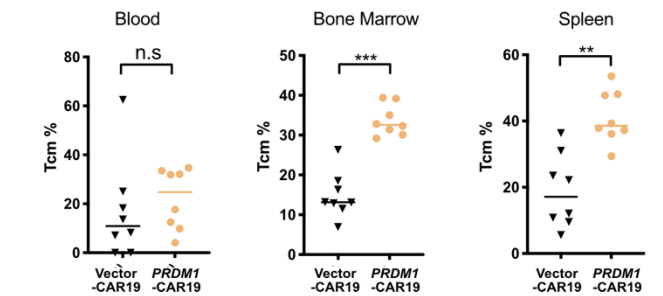 Blood
n.s
Tcm %
80
60
40
20
0
Vector
-CAR19
PRDM1
-CAR19
Bone Marrow
***
Tcm %
50
40
30
20
10
0
Vector
-CAR19
PRDM1
-CAR19
Spleen
**
Tcm %
60
40
20
0
Vector
-CAR19
PRDM1
-CAR19